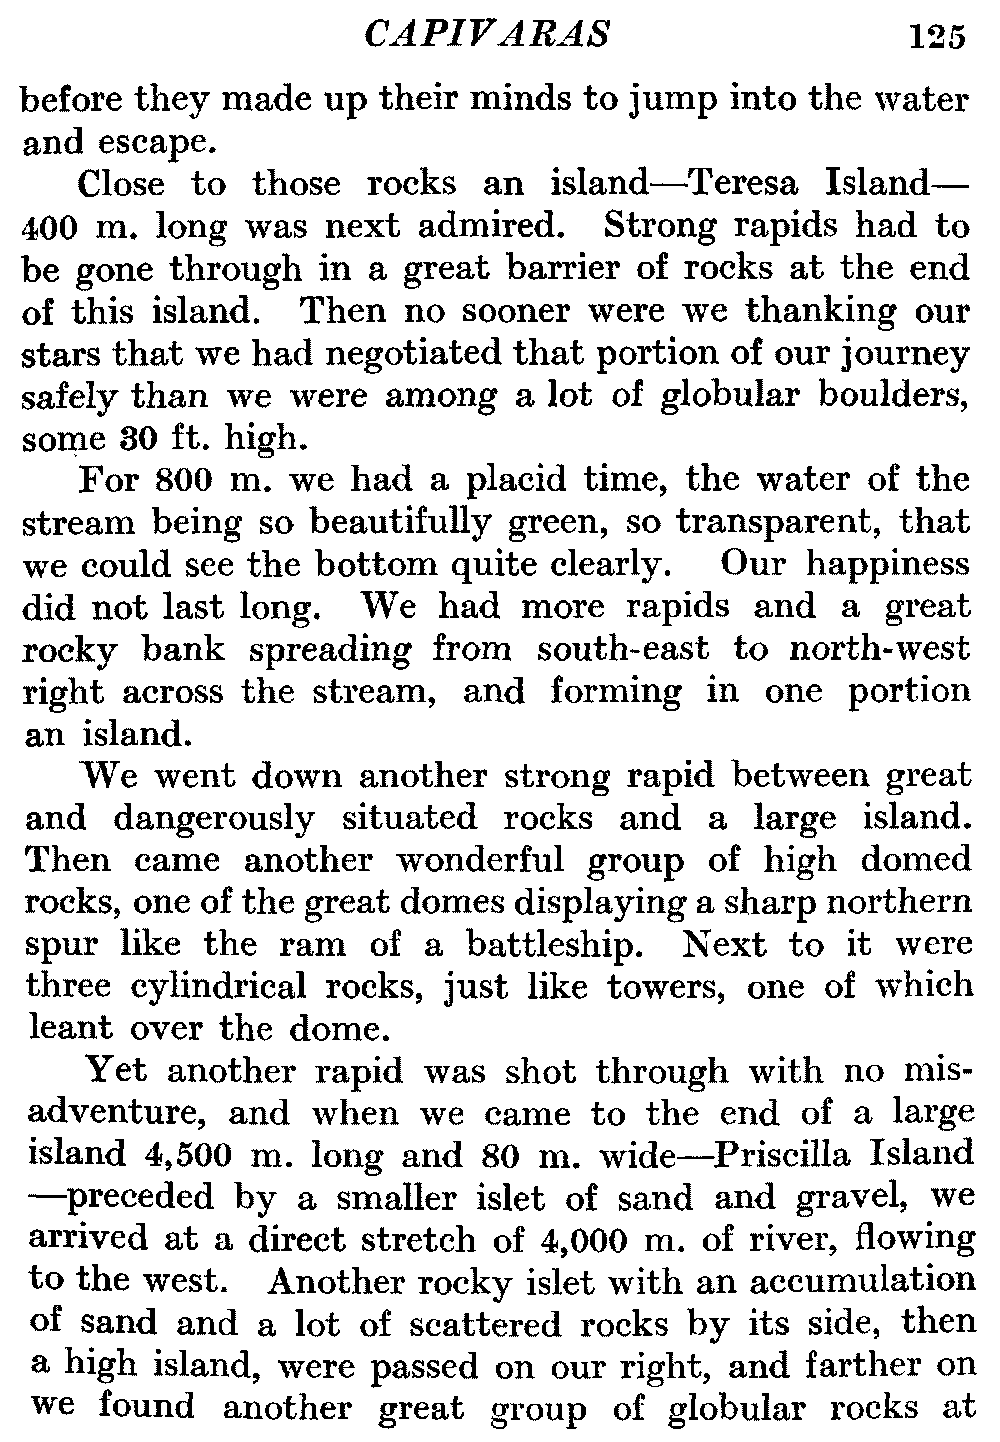 CAPIVARAS 125
before they made up their minds to jump into the water
and escape.
Close to those rocks an island—Teresa Island—
400 m. long was next admired. Strong rapids had to
be gone through in a great barrier of rocks at the end
of this island. Then no sooner were we thanking our
stars that we had negotiated that portion of our journey
safely than we were among a lot of globular boulders,
some 30 ft. high.
For 800 m. we had a placid time, the water of the
stream being so beautifully green, so transparent, that
we could see the bottom quite clearly. Our happiness
did not last long. We had more rapids and a great
rocky bank spreading from south-east to north-west
right across the stream, and forming in one portion
an island.
We went down another strong rapid between great
and dangerously situated rocks and a large island.
Then came another wonderful group of high domed
rocks, one of the great domes displaying a sharp northern
spur like the ram of a battleship. Next to it were
three cylindrical rocks, just like towers, one of which
leant over the dome.
Yet another rapid was shot through with no mis-
adventure, and when we came to the end of a large
island 4,500 m. long and 80 m. wide—Priscilla Island
—preceded by a smaller islet of sand and gravel, we
arrived at a direct stretch of 4,000 m. of river, flowing
to the west. Another rocky islet with an accumulation
of sand and a lot of scattered rocks by its side, then
a high island, were passed on our right, and farther on
we found another great group of globular rocks at